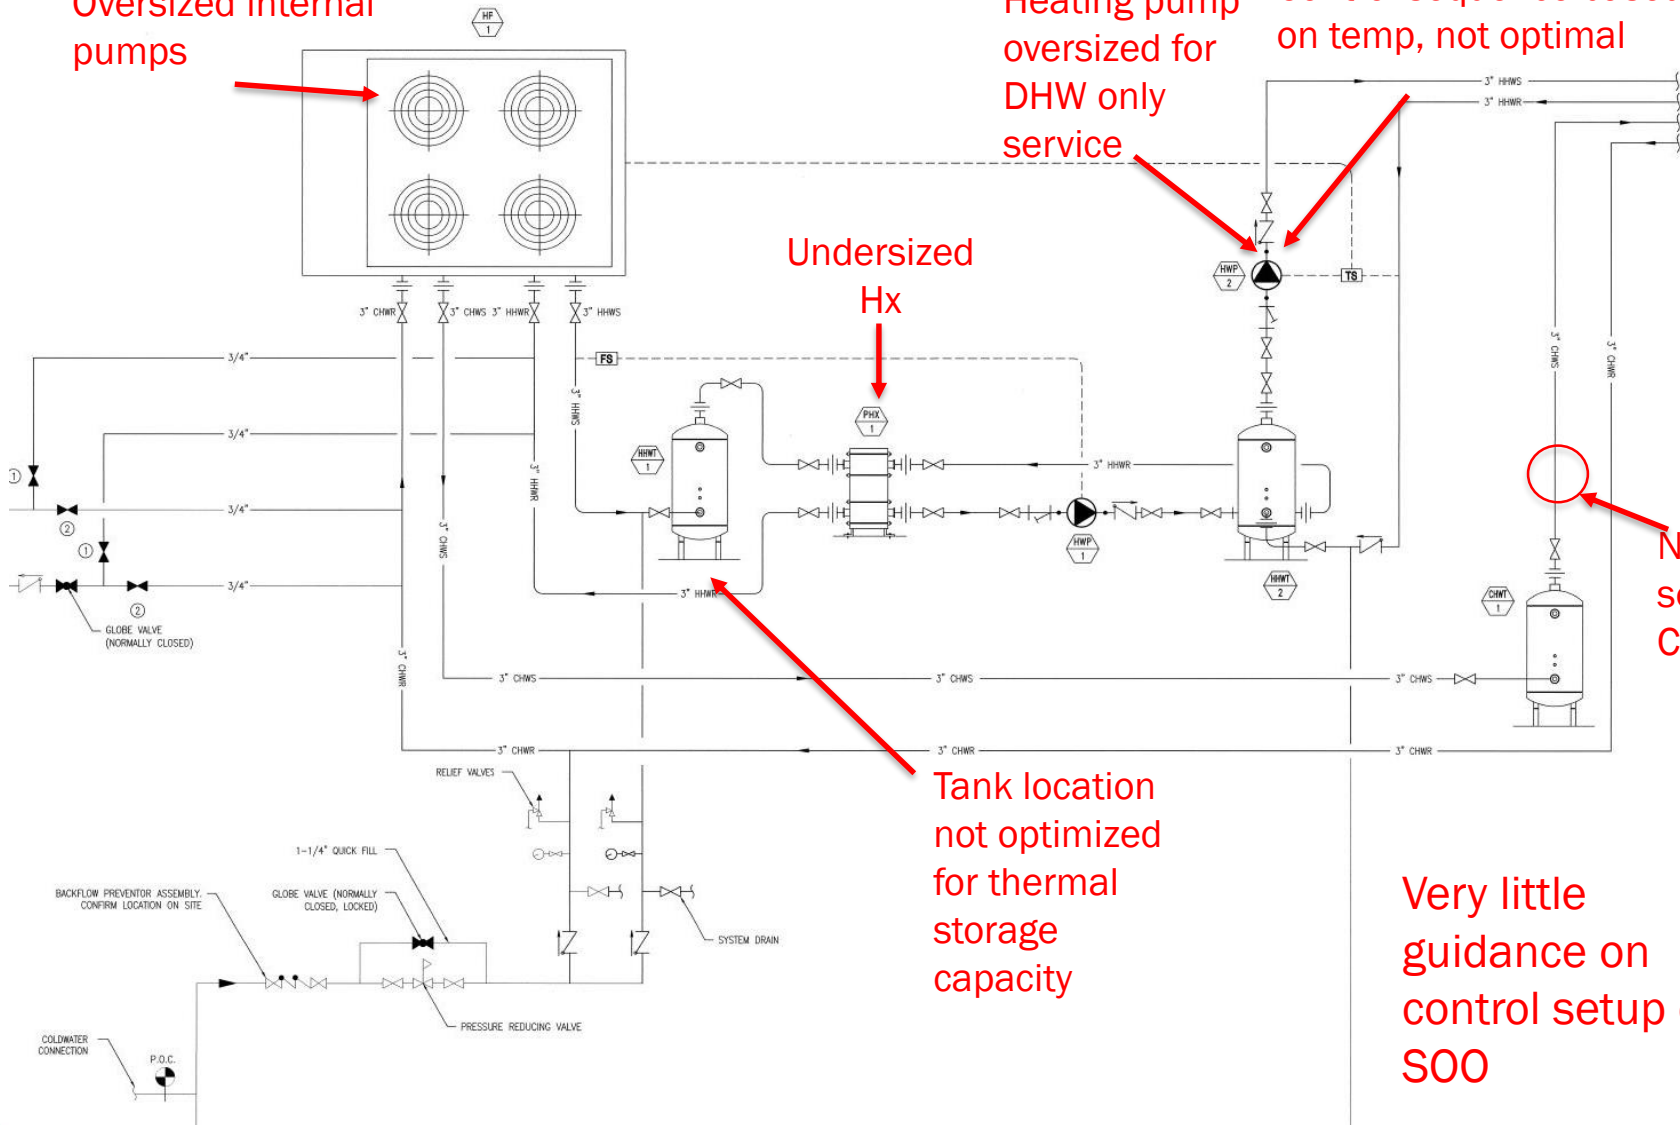 Oversized internal
pumps
HF
1
Heating pump
oversized for
DHW only
service
on temp, not optimal
3" HHWS
3" HHWR
HWP
2
TS
Undersized
Hx
3" CHWR
3" CHWS
3" HHWR
3" HHWS
3/4"
FS
3" HHWS
PHX
1
3" CHWS
3" CHWR
3/4"
HHWT
1
3" HHWR
3" HHWR
1
3/4"
2
3" CHWS
1
HWP
1
3/4"
3" HHWR
HHWT
2
CHWT
1
2
GLOBE VALVE
(NORMALLY CLOSED)
3" CHWR
3" CHWS
3" CHWS
3" CHWS
3" CHWR
3" CHWR
3" CHWR
RELIEF VALVES
Tank location
not optimized
for thermal
storage
capacity
1-1/4" QUICK FILL
BACKFLOW PREVENTOR ASSEMBLY.
CONFIRM LOCATION ON SITE
GLOBE VALVE (NORMALLY
CLOSED, LOCKED)
SYSTEM DRAIN
Very little
guidance on
control setup
SOO
PRESSURE REDUCING VALVE
COLDWATER
CONNECTION
P.O.C.